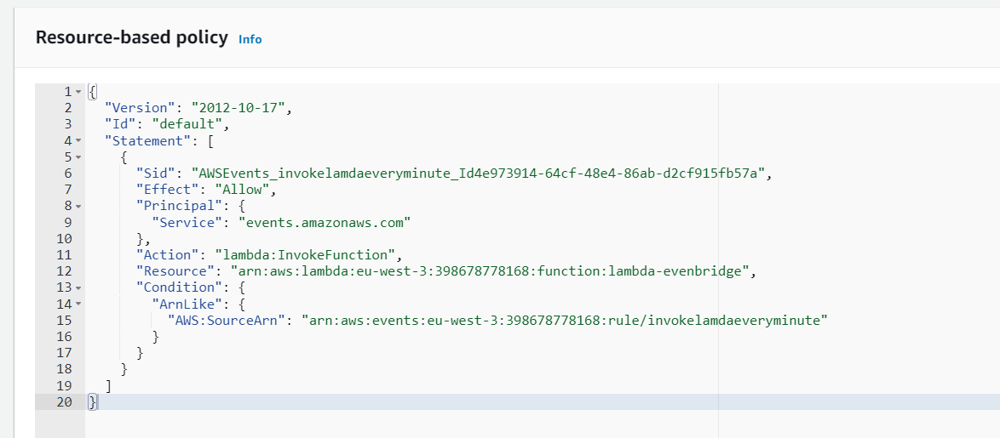 Resource-based policy Info
1 {
2   "Version": "2012-10-17",
3   "Id": "default",
4   "Statement": [
5     {
6       "Sid": "AWSEvents_invokelamdaeveryminute_Id4e973914-64cf-48e4-86ab-d2cf915fb57a",
7       "Effect": "Allow",
8       "Principal": {
9         "Service": "events.amazonaws.com"
10       },
11       "Action": "lambda:InvokeFunction",
12       "Resource": "arn:aws:lambda:eu-west-3:398678778168:function:lambda-evenbridge",
13       "Condition": {
14         "ArnLike": {
15           "AWS:SourceArn": "arn:aws:events:eu-west-3:398678778168:rule/invokelamdaeveryminute"
16         }
17       }
18     }
19   ]
20 }